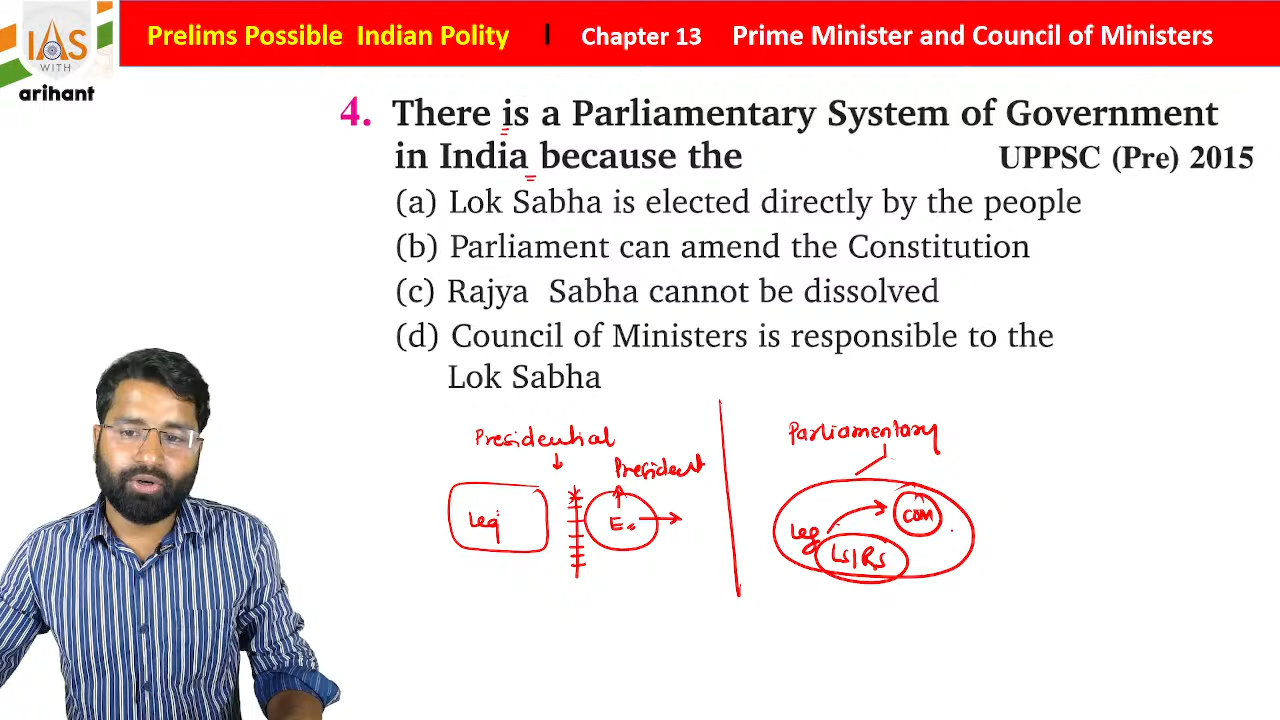 IAS
WITH
arihant
Prelims Possible Indian Polity | Chapter 13 Prime Minister and Council of Ministers
4. There is a Parliamentary System of Government
in India because the UPPSC (Pre) 2015
(a) Lok Sabha is elected directly by the people
(b) Parliament can amend the Constitution
(c) Rajya Sabha cannot be dissolved
(d) Council of Ministers is responsible to the
Lok Sabha
Presidential
President
Leg
Ex.
Parliamentary
Leg
COM
LS/RS